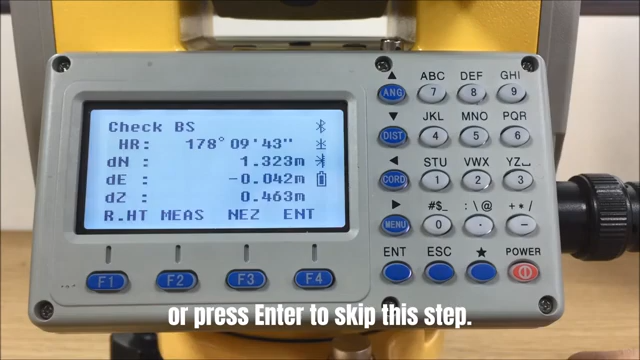 Check BS
HR: 178°09'43"
dN : 1.323m
dE : -0.042m
dZ : 0.463m
R.HT MEAS NEZ ENT
F1 F2 F3 F4
ABC DEF GHI
ANG 7 8 9
JKL MNO PQR
DIST 4 5 6
STU VWX YZ_
CORD 1 2 3
#$_ :\@ +*/
MENU 0 . -
ENT ESC ★ POWER
or press Enter to skip this step.